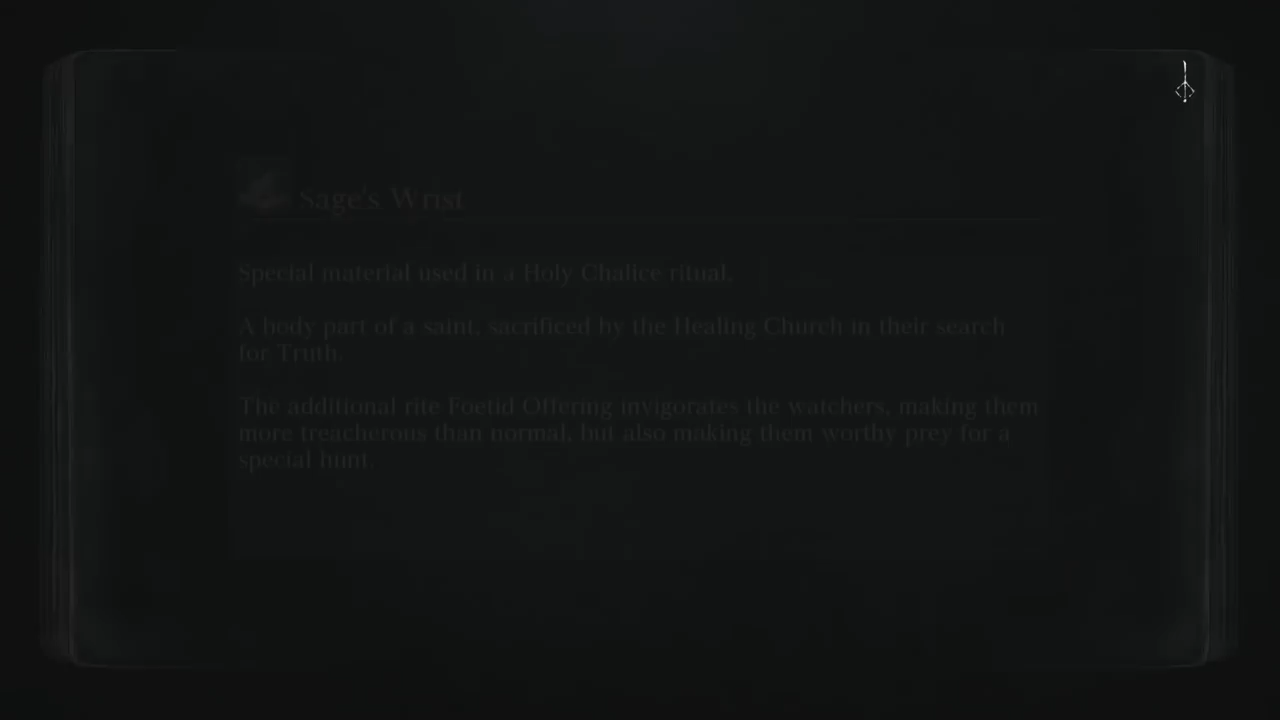 Sage's Wrist
Special material used in a Holy Chalice ritual.
A body part of a saint, sacrificed by the Healing Church in their search
for Truth.
The additional rite Foetid Offering invigorates the watchers, making them
more treacherous than normal, but also making them worthy prey for a
special hunt.